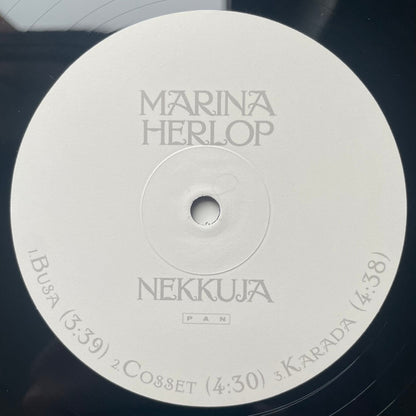 MARINA
HERLOP
NEKKUJA
PAN
1.BUSA (3:39) 2.COSSET (4:30) 3.KARADA (4:38)